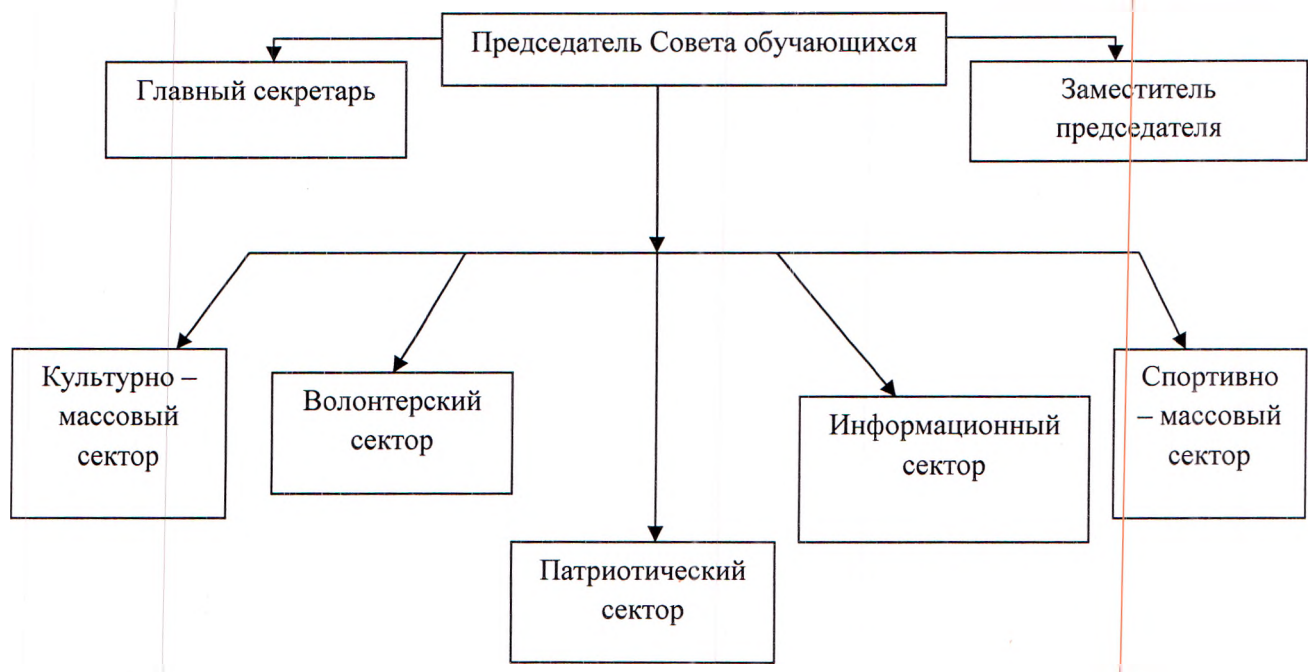 Председатель Совета обучающихся
Главный секретарь
Заместитель
председателя
Культурно –
массовый
сектор
Волонтерский
сектор
Патриотический
сектор
Информационный
сектор
Спортивно
– массовый
сектор